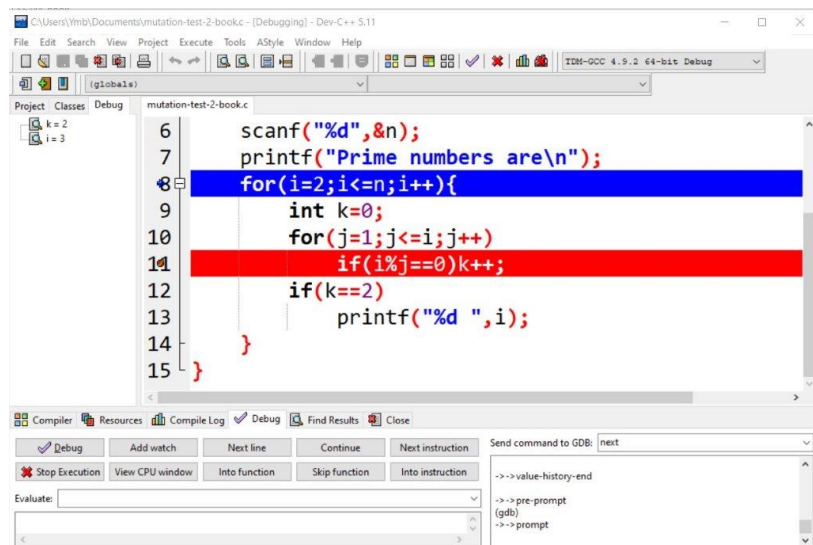 C:\Users\Ymb\Documents\mutation-test-2-book.c - [Debugging] - Dev-C++ 5.11
File Edit Search View Project Execute Tools AStyle Window Help
TDM-GCC 4.9.2 64-bit Debug
(globals)
Project Classes Debug mutation-test-2-book.c
k = 2
i = 3
6 scanf("%d",&n);
7 printf("Prime numbers are\n");
8 for(i=2;i<=n;i++){
9 int k=0;
10 for(j=1;j<=i;j++)
11 if(i%j==0)k++;
12 if(k==2)
13 printf("%d ",i);
14 }
15 }
Compiler Resources Compile Log Debug Find Results Close
Debug Add watch Next line Continue Next instruction Send command to GDB: next
Stop Execution View CPU window Into function Skip function Into instruction
->->value-history-end
Evaluate:
->->pre-prompt
(gdb)
->->prompt